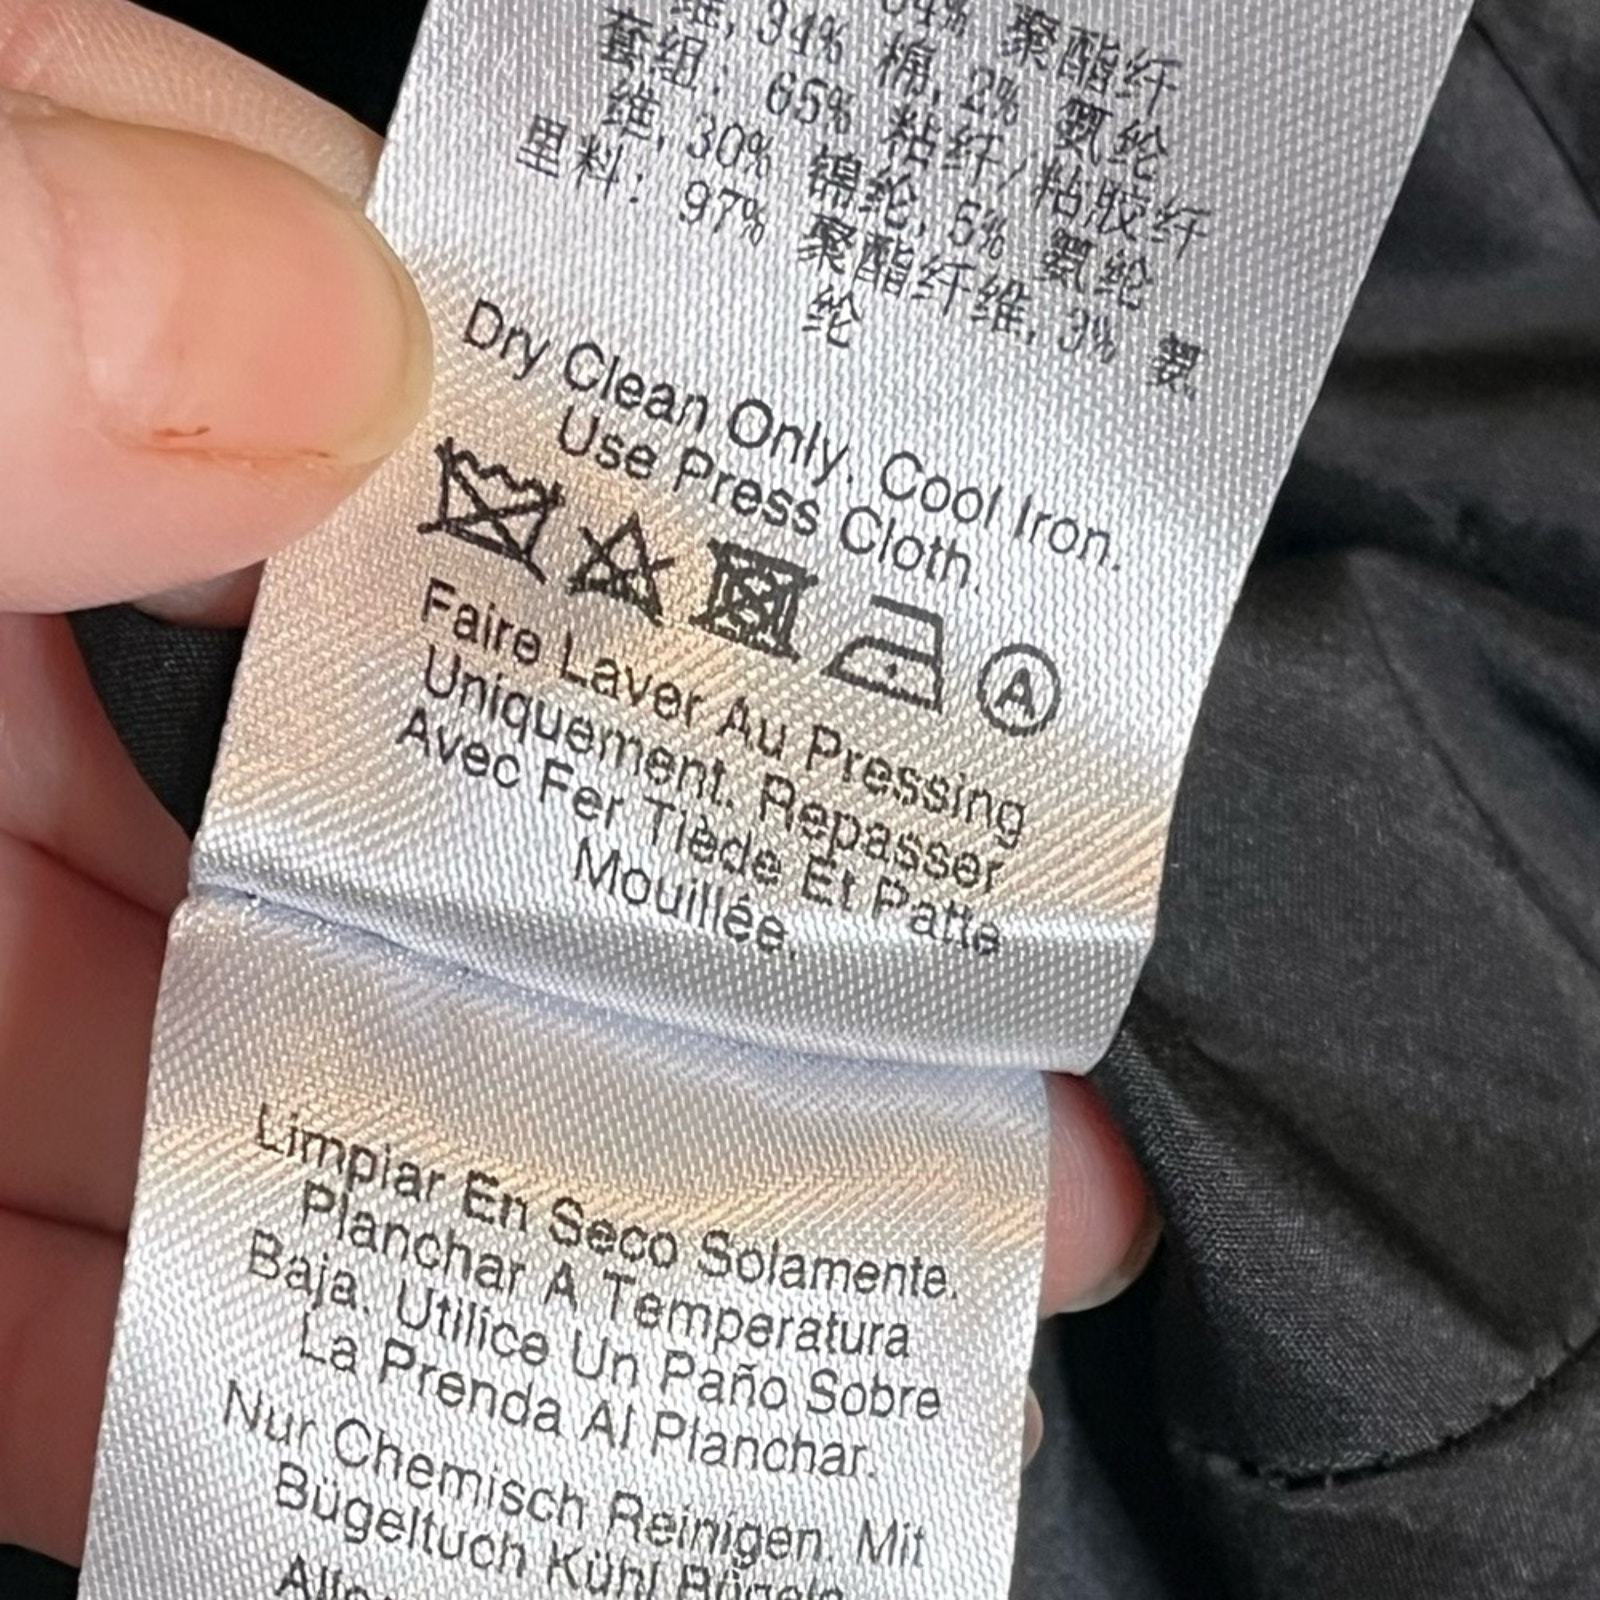 维, 34% 棉, 2% 氨纶
套组: 65% 粘纤/粘胶纤
维, 30% 锦纶, 5% 氨纶
里料: 97% 聚酯纤维, 3% 氨
纶
Dry Clean Only. Cool Iron.
Use Press Cloth.
A
Faire Laver Au Pressing
Uniquement. Repasser
Avec Fer Tiède Et Patte
Mouillée.
Limpiar En Seco Solamente.
Planchar A Temperatura
Baja. Utilice Un Paño Sobre
La Prenda Al Planchar.
Nur Chemisch Reinigen. Mit
Bügeltuch Kühl Bügeln.